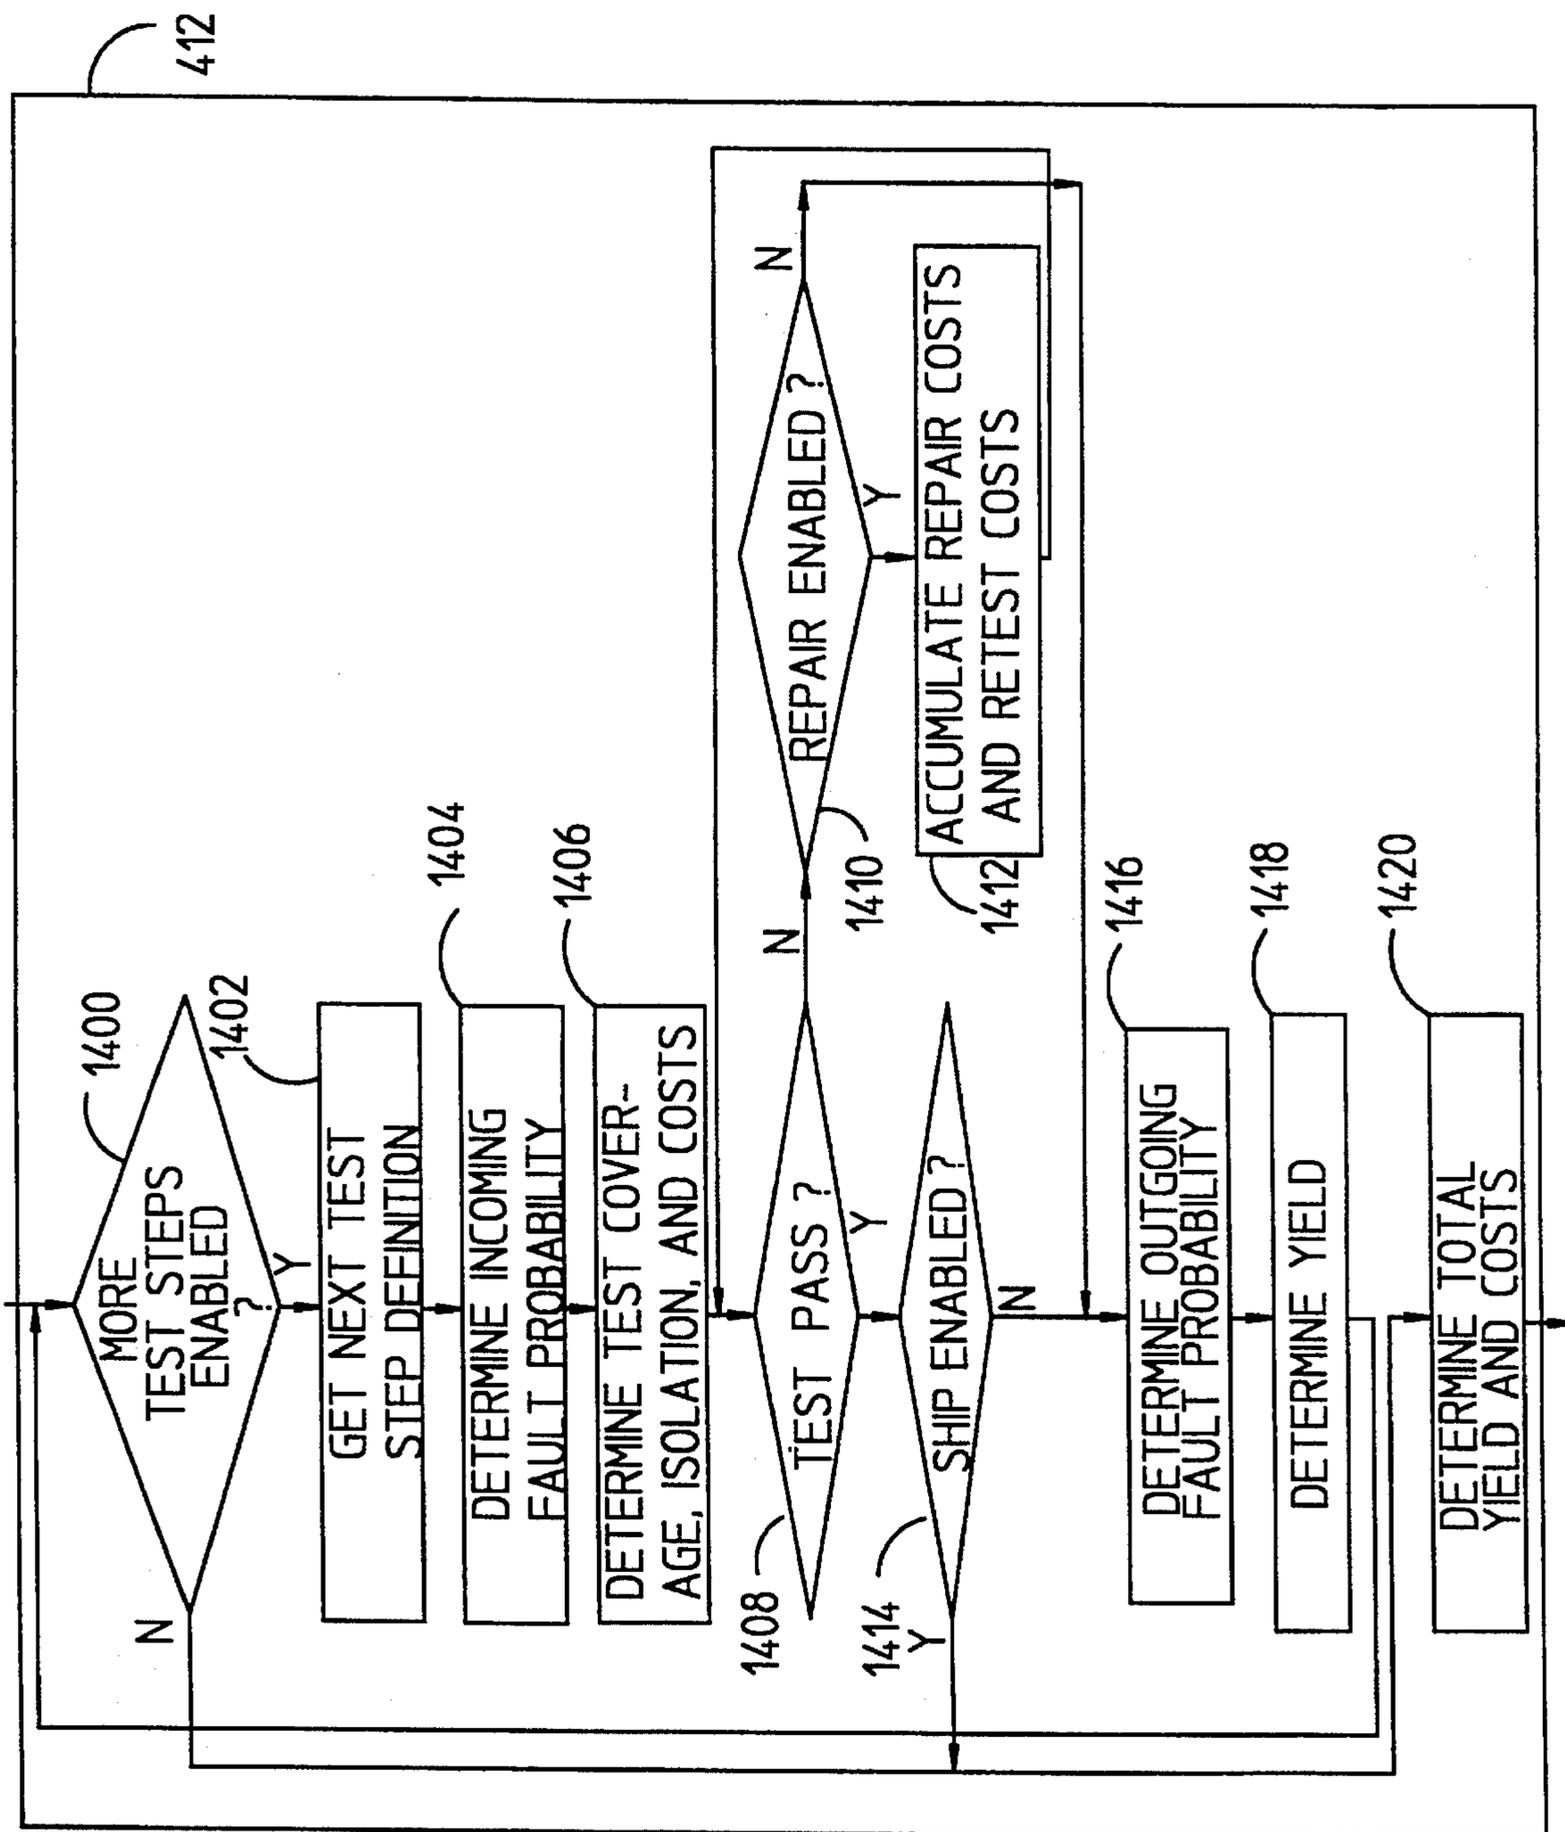 412
1400
MORE
TEST STEPS
ENABLED
?
N
Y
1402
GET NEXT TEST
STEP DEFINITION
1404
DETERMINE INCOMING
FAULT PROBABILITY
1406
DETERMINE TEST COVER-
AGE, ISOLATION, AND COSTS
1408
TEST PASS ?
N
Y
1410
REPAIR ENABLED ?
N
Y
1412
ACCUMULATE REPAIR COSTS
AND RETEST COSTS
1414
SHIP ENABLED ?
Y
N
1416
DETERMINE OUTGOING
FAULT PROBABILITY
1418
DETERMINE YIELD
1420
DETERMINE TOTAL
YIELD AND COSTS